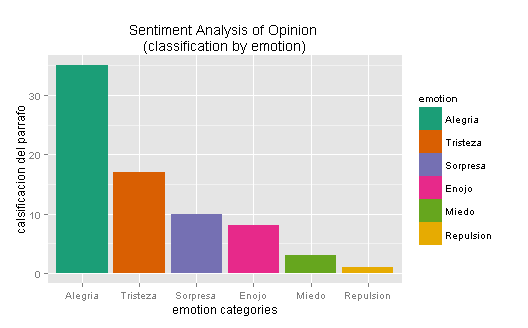 Sentiment Analysis of Opinion
(classification by emotion)
calsificacion del parrafo
30
20
10
0
Alegria Tristeza Sorpresa Enojo Miedo Repulsion
emotion categories
emotion
Alegria
Tristeza
Sorpresa
Enojo
Miedo
Repulsion